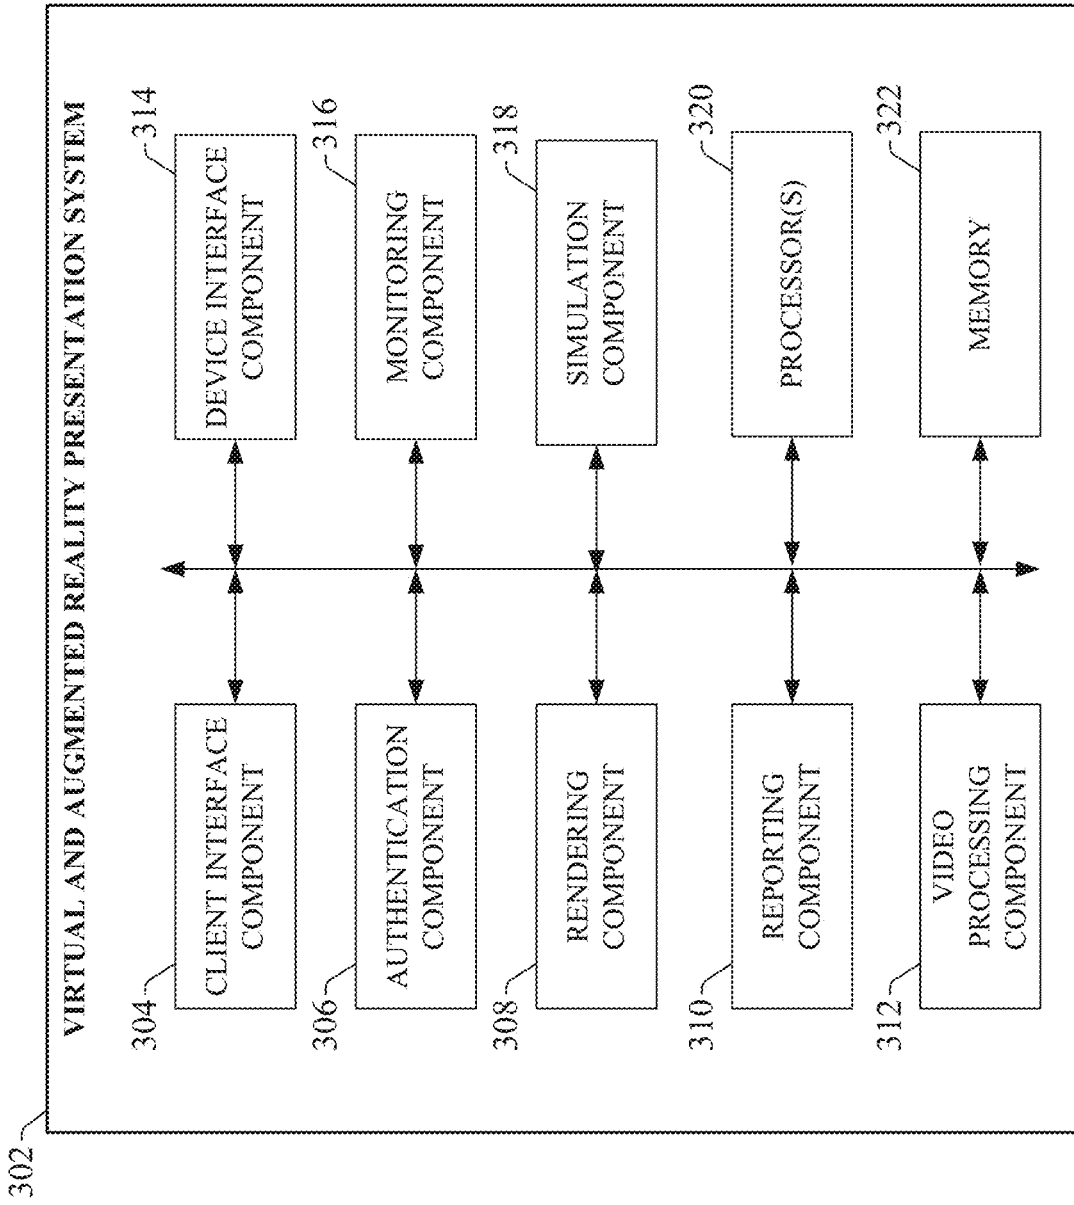 302
VIRTUAL AND AUGMENTED REALITY PRESENTATION SYSTEM
304
CLIENT INTERFACE
COMPONENT
306
AUTHENTICATION
COMPONENT
308
RENDERING
COMPONENT
310
REPORTING
COMPONENT
312
VIDEO
PROCESSING
COMPONENT
314
DEVICE INTERFACE
COMPONENT
316
MONITORING
COMPONENT
318
SIMULATION
COMPONENT
320
PROCESSOR(S)
322
MEMORY